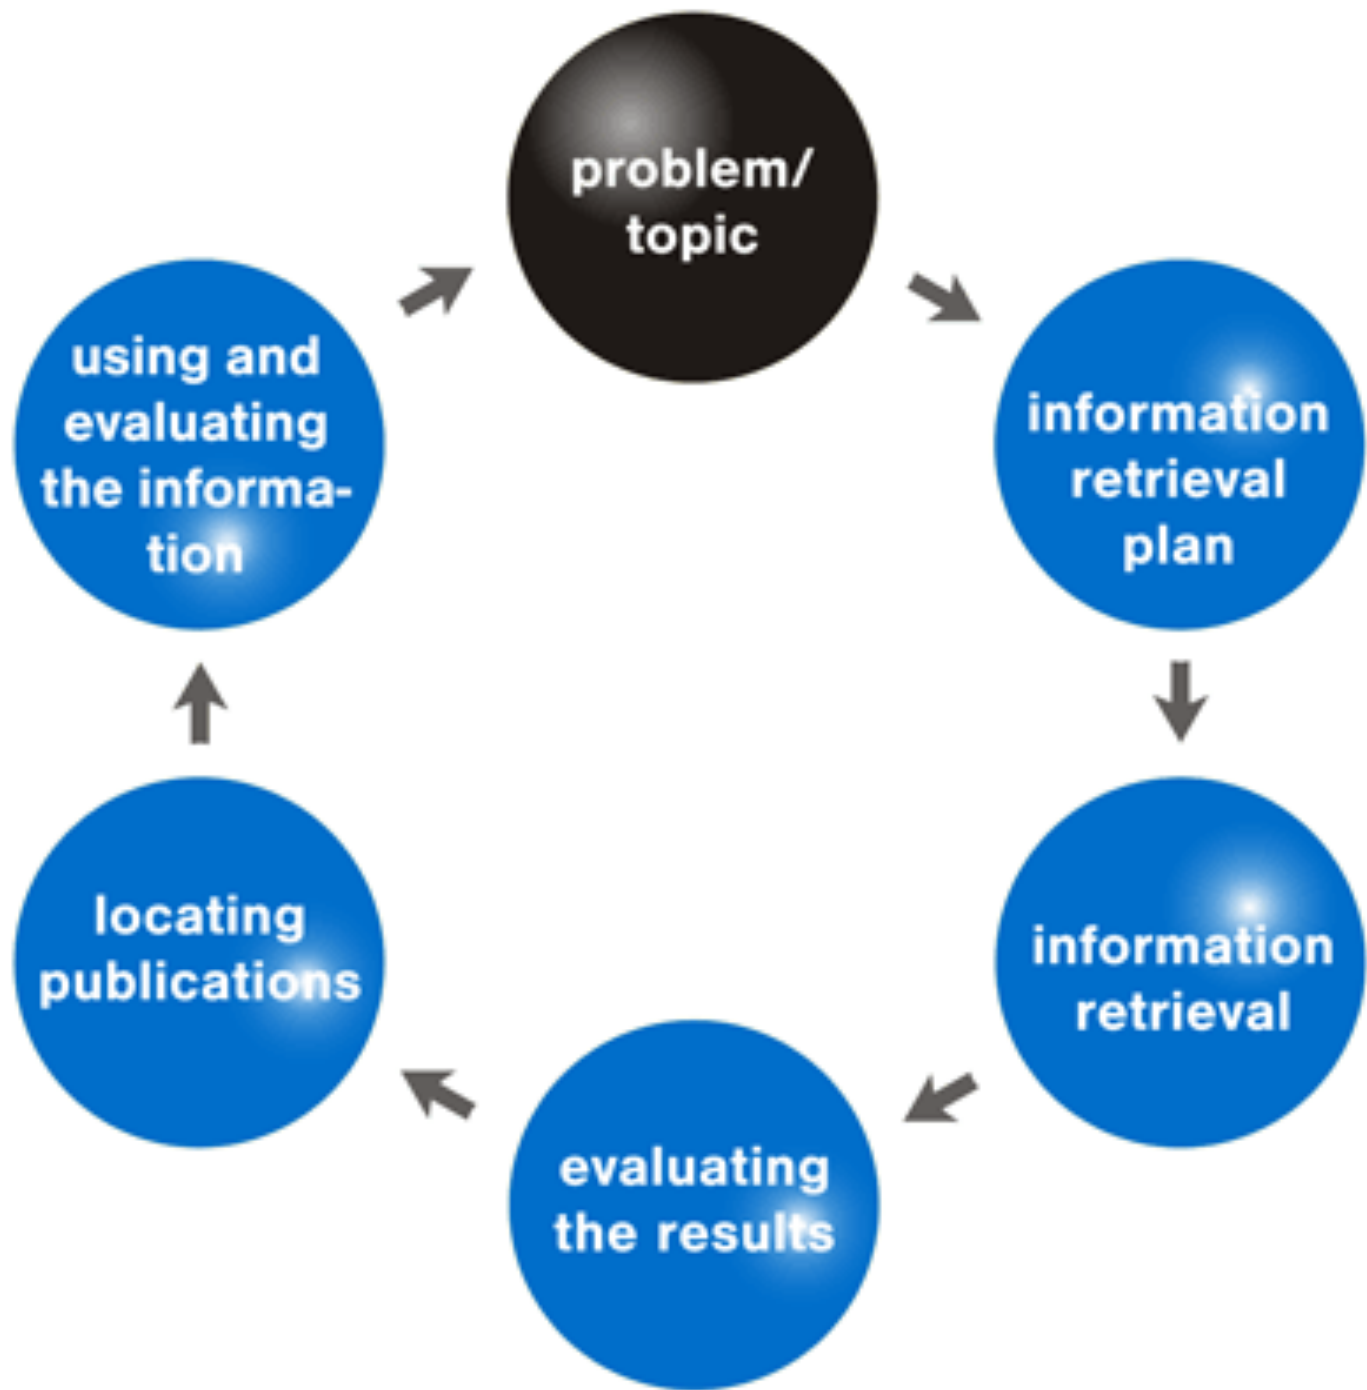 problem/
topic
information
retrieval
plan
information
retrieval
evaluating
the results
locating
publications
using and
evaluating
the informa-
tion